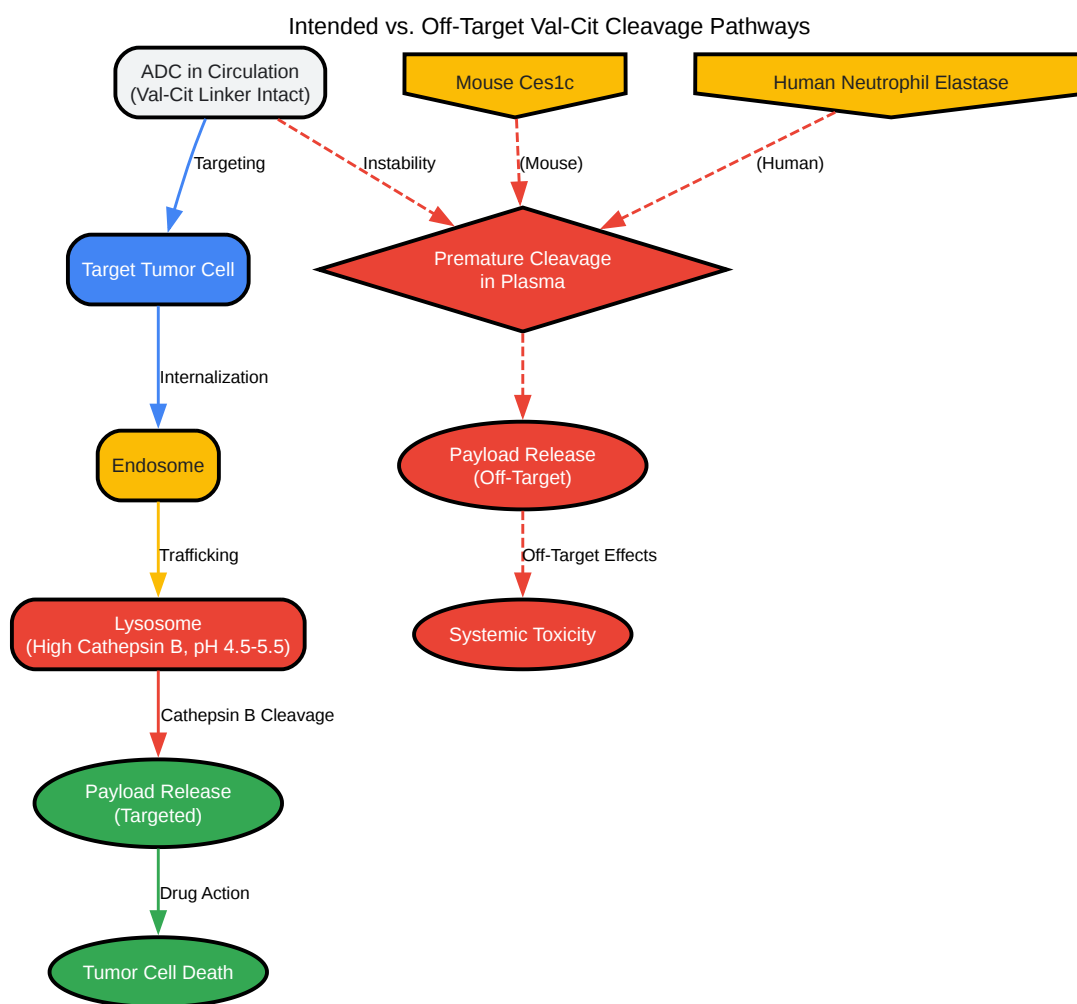 Intended vs. Off-Target Val-Cit Cleavage Pathways
ADC in Circulation
(Val-Cit Linker Intact)
Mouse Ces1c
Human Neutrophil Elastase
Targeting
Instability
(Mouse)
(Human)
Target Tumor Cell
Premature Cleavage
in Plasma
Internalization
Endosome
Payload Release
(Off-Target)
Trafficking
Off-Target Effects
Lysosome
(High Cathepsin B, pH 4.5-5.5)
Systemic Toxicity
Cathepsin B Cleavage
Payload Release
(Targeted)
Drug Action
Tumor Cell Death